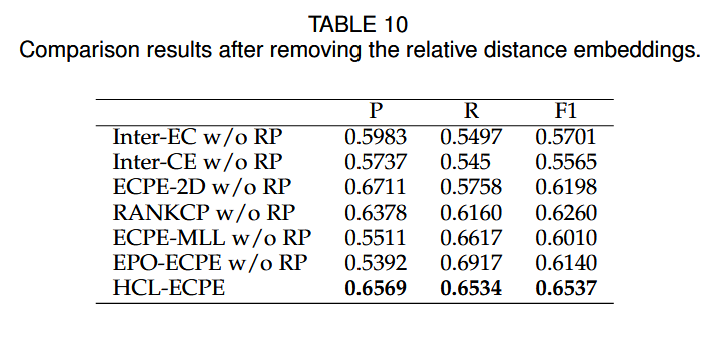 TABLE 10
Comparison results after removing the relative distance embeddings.
P R F1
Inter-EC w/o RP 0.5983 0.5497 0.5701
Inter-CE w/o RP 0.5737 0.545 0.5565
ECPE-2D w/o RP 0.6711 0.5758 0.6198
RANKCP w/o RP 0.6378 0.6160 0.6260
ECPE-MLL w/o RP 0.5511 0.6617 0.6010
EPO-ECPE w/o RP 0.5392 0.6917 0.6140
HCL-ECPE 0.6569 0.6534 0.6537